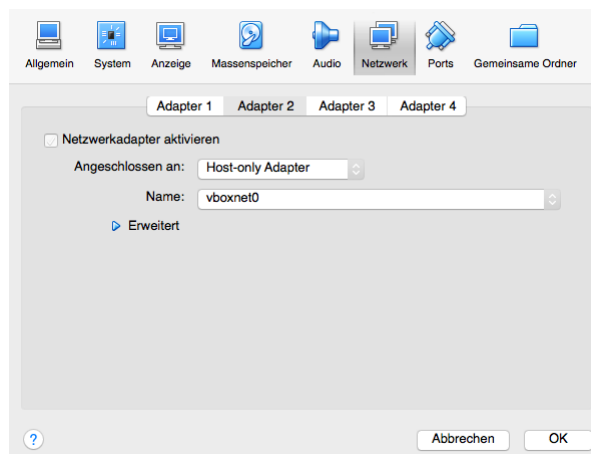 Allgemein System Anzeige Massenspeicher Audio Netzwerk Ports Gemeinsame Ordner
Adapter 1 Adapter 2 Adapter 3 Adapter 4
Netzwerkadapter aktivieren
Angeschlossen an: Host-only Adapter
Name: vboxnet0
Erweitert
? Abbrechen OK